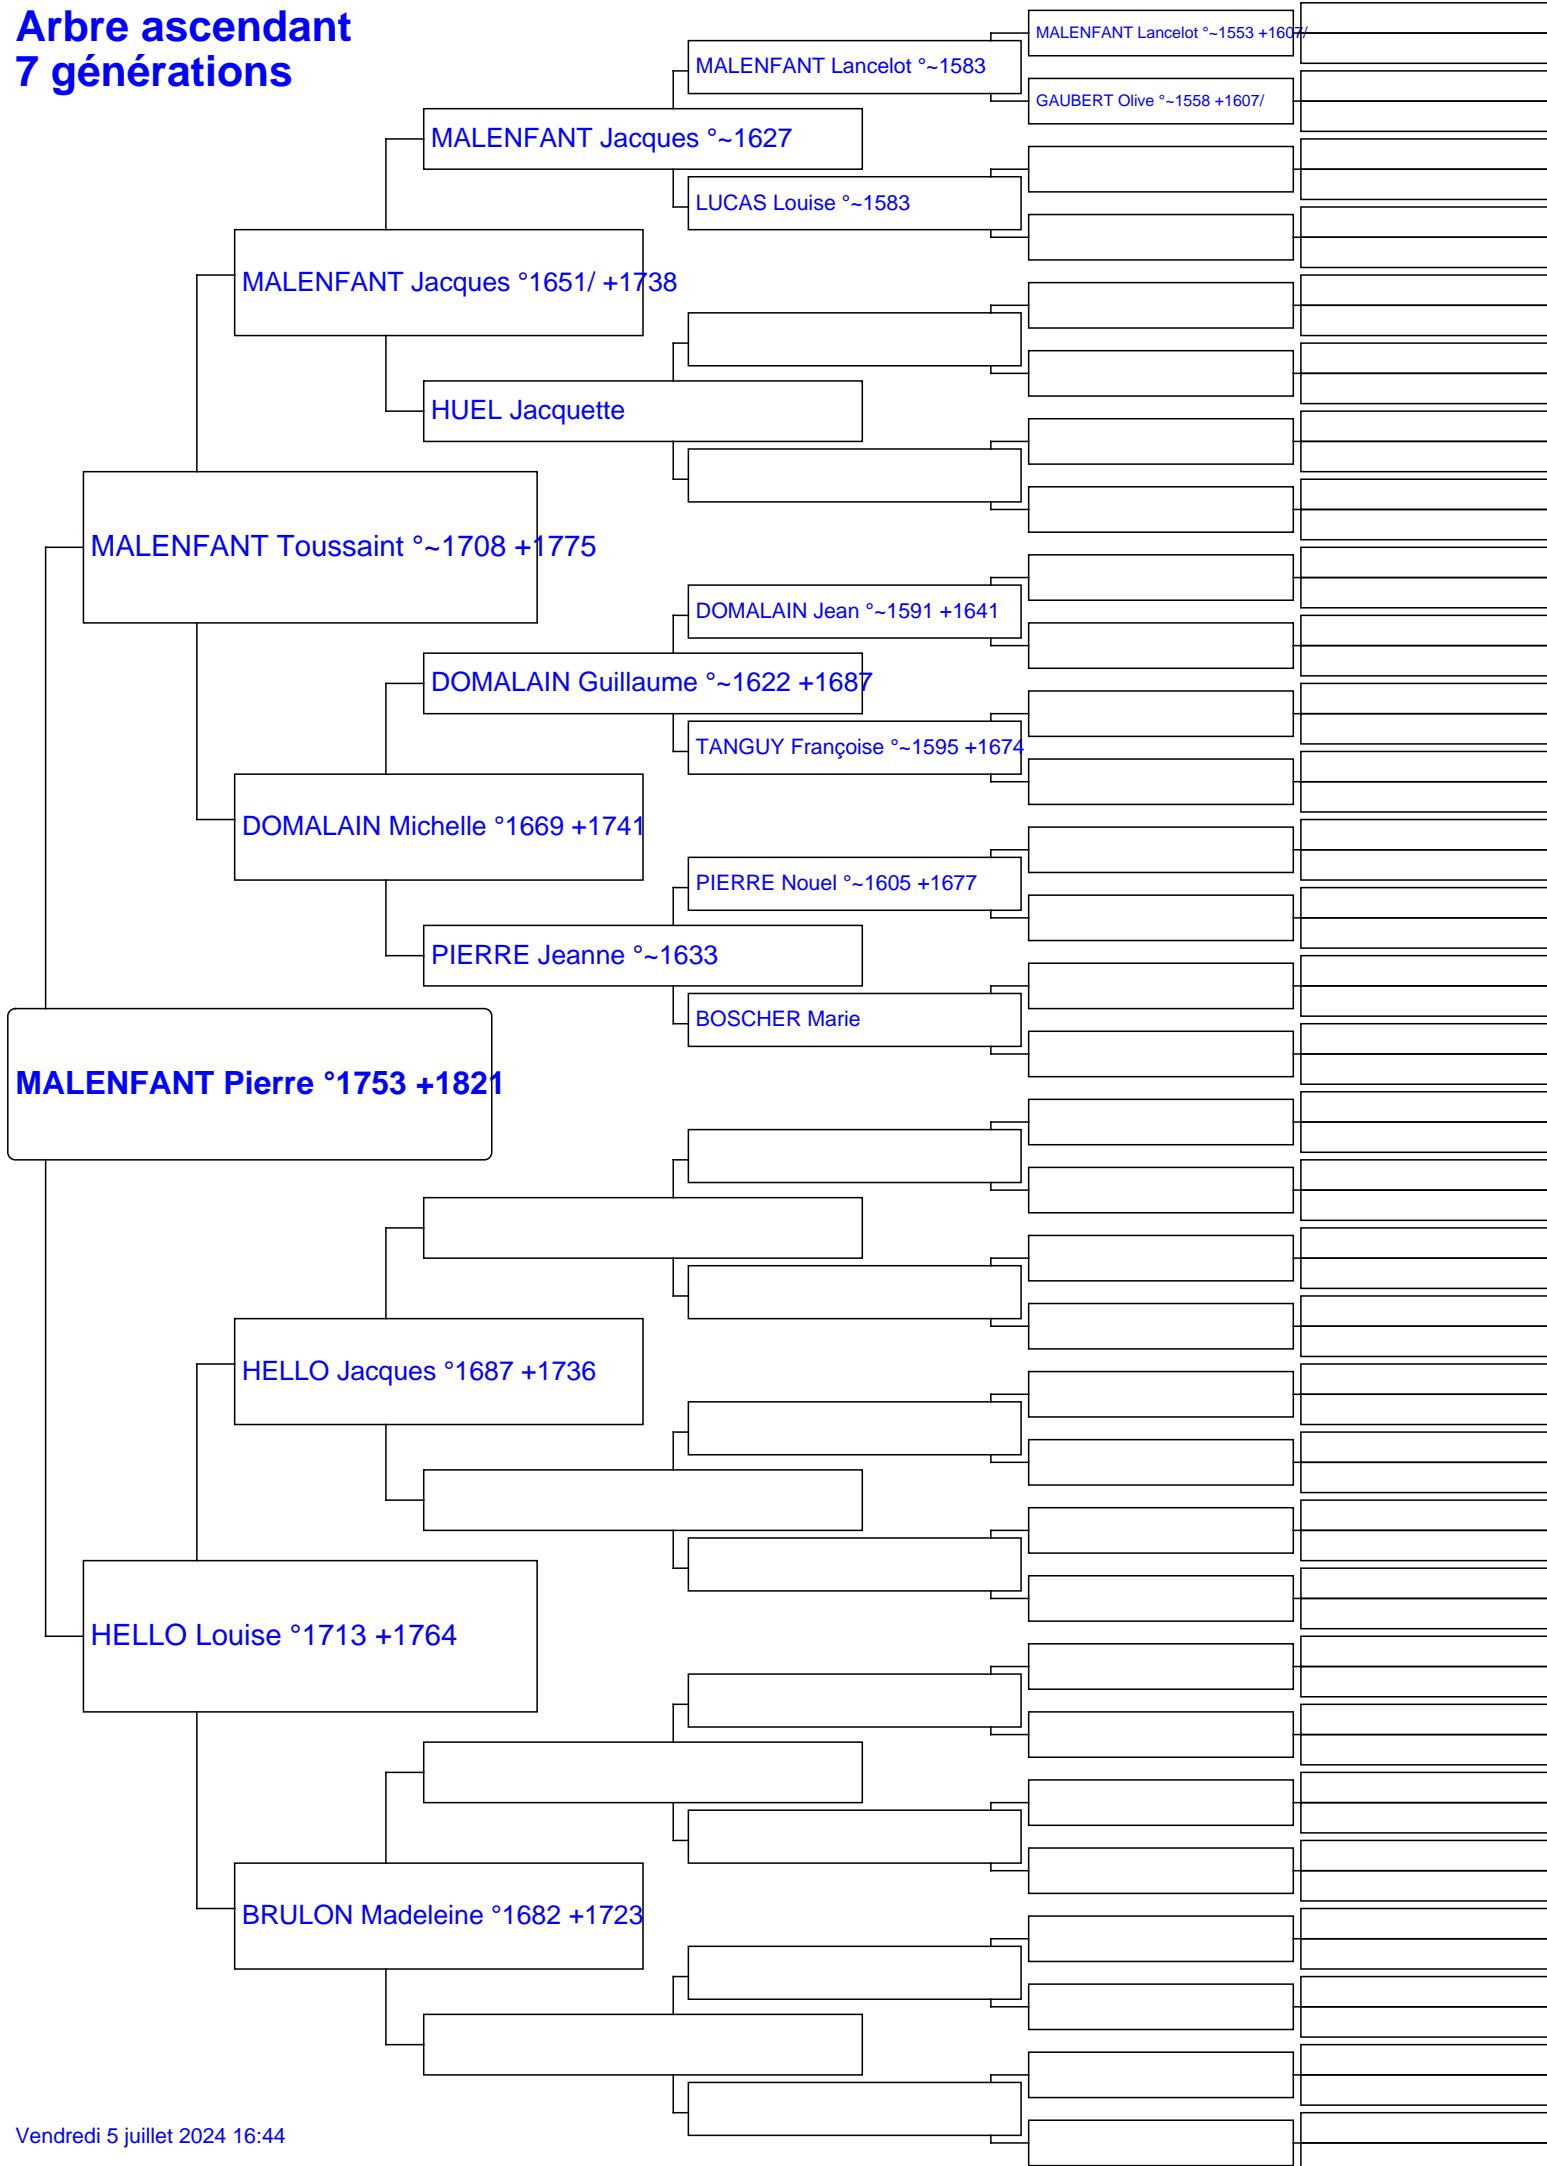 Arbre ascendant
7 générations
MALENFANT Lancelot °~1553 +1607/
MALENFANT Lancelot °~1583
GAUBERT Olive °~1558 +1607/
MALENFANT Jacques °~1627
LUCAS Louise °~1583
MALENFANT Jacques °1651/ +1738
HUEL Jacquette
MALENFANT Toussaint °~1708 +1775
DOMALAIN Jean °~1591 +1641
DOMALAIN Guillaume °~1622 +1687
TANGUY Françoise °~1595 +1674
DOMALAIN Michelle °1669 +1741
PIERRE Nouel °~1605 +1677
PIERRE Jeanne °~1633
BOSCHER Marie
MALENFANT Pierre °1753 +1821
HELLO Jacques °1687 +1736
HELLO Louise °1713 +1764
BRULON Madeleine °1682 +1723
Vendredi 5 juillet 2024 16:44